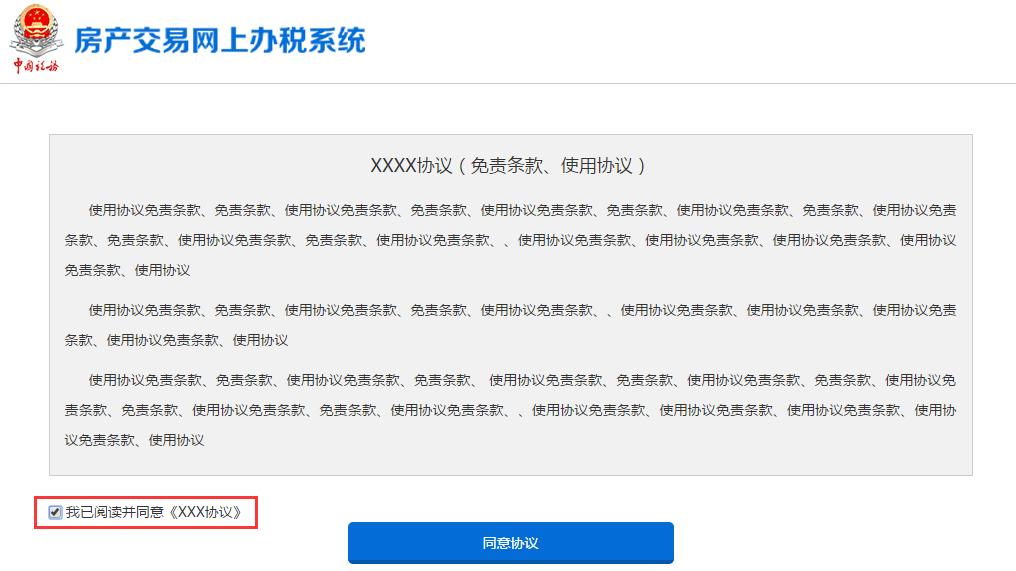 中国税务
房产交易网上办税系统
XXXX协议（免责条款、使用协议）
使用协议免责条款、免责条款、使用协议免责条款、免责条款、使用协议免责条款、免责条款、使用协议免责条款、免责条款、使用协议免责
条款、免责条款、使用协议免责条款、免责条款、使用协议免责条款、、使用协议免责条款、使用协议免责条款、使用协议免责条款、使用协议
免责条款、使用协议
使用协议免责条款、免责条款、使用协议免责条款、免责条款、使用协议免责条款、、使用协议免责条款、使用协议免责条款、使用协议免责
条款、使用协议免责条款、使用协议
使用协议免责条款、免责条款、使用协议免责条款、免责条款、 使用协议免责条款、免责条款、使用协议免责条款、免责条款、使用协议免
责条款、免责条款、使用协议免责条款、免责条款、使用协议免责条款、、使用协议免责条款、使用协议免责条款、使用协议免责条款、使用协
议免责条款、使用协议
我已阅读并同意《XXX协议》
同意协议